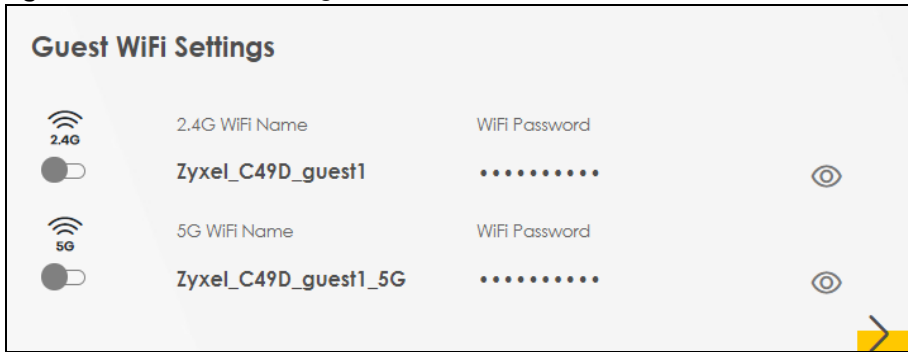 Guest WiFi Settings
2.4G
2.4G WiFi Name WiFi Password
Zyxel_C49D_guest1 ••••••••••
5G
5G WiFi Name WiFi Password
Zyxel_C49D_guest1_5G ••••••••••